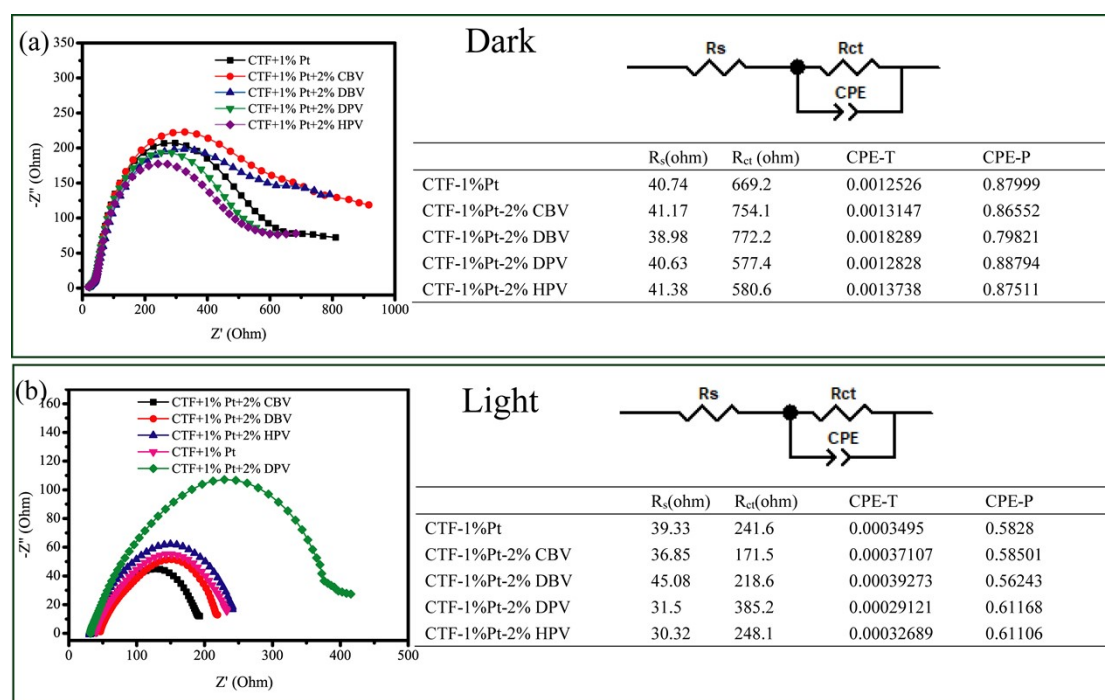 (a)
Dark
350
300
250
200
150
100
50
0
-Z'' (Ohm)
CTF+1% Pt
CTF+1% Pt+2% CBV
CTF+1% Pt+2% DBV
CTF+1% Pt+2% DPV
CTF+1% Pt+2% HPV
0 200 400 600 800 1000
Z' (Ohm)
Rs Rct
CPE
Rs(ohm) Rct (ohm) CPE-T CPE-P
CTF-1%Pt 40.74 669.2 0.0012526 0.87999
CTF-1%Pt-2% CBV 41.17 754.1 0.0013147 0.86552
CTF-1%Pt-2% DBV 38.98 772.2 0.0018289 0.79821
CTF-1%Pt-2% DPV 40.63 577.4 0.0012828 0.88794
CTF-1%Pt-2% HPV 41.38 580.6 0.0013738 0.87511
(b)
Light
160
140
120
100
80
60
40
20
0
-Z'' (Ohm)
CTF+1% Pt+2% CBV
CTF+1% Pt+2% DBV
CTF+1% Pt+2% HPV
CTF+1% Pt
CTF+1% Pt+2% DPV
0 100 200 300 400 500
Z' (Ohm)
Rs Rct
CPE
Rs(ohm) Rct(ohm) CPE-T CPE-P
CTF-1%Pt 39.33 241.6 0.0003495 0.5828
CTF-1%Pt-2% CBV 36.85 171.5 0.00037107 0.58501
CTF-1%Pt-2% DBV 45.08 218.6 0.00039273 0.56243
CTF-1%Pt-2% DPV 31.5 385.2 0.00029121 0.61168
CTF-1%Pt-2% HPV 30.32 248.1 0.00032689 0.61106